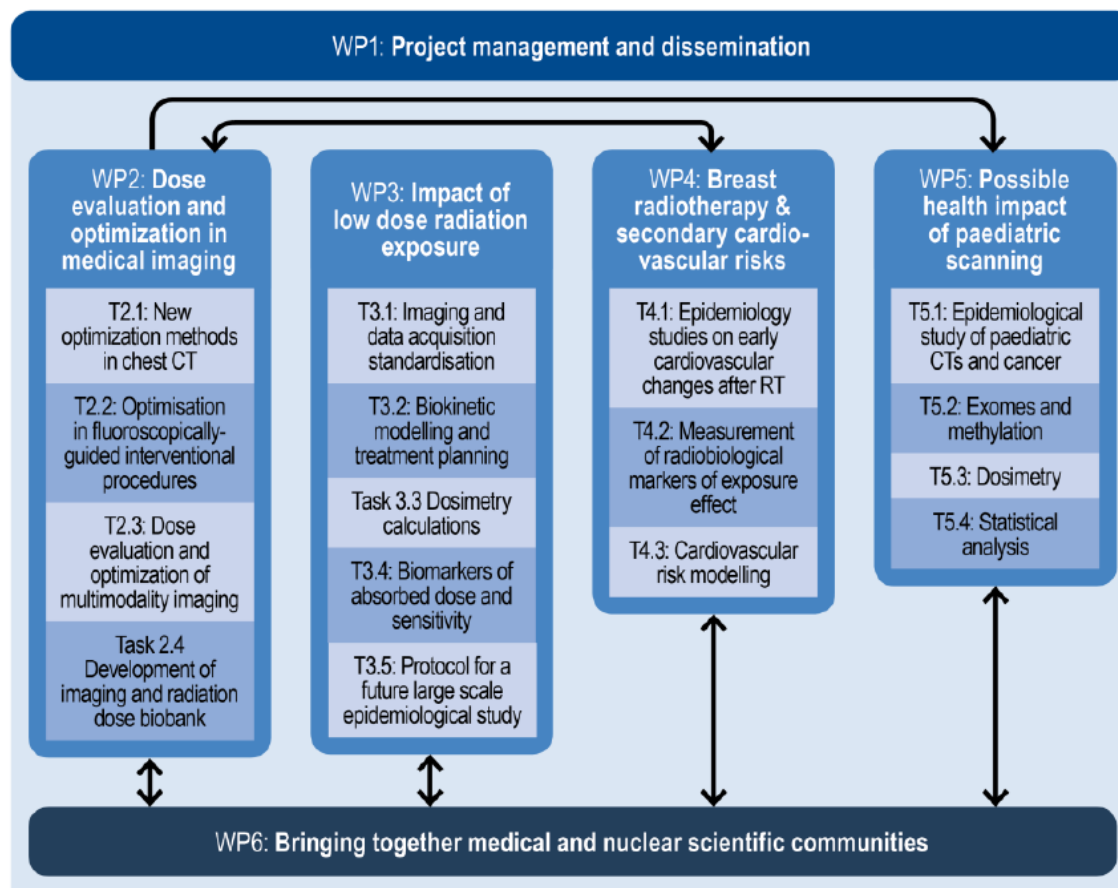 WP1: Project management and dissemination
WP2: Dose
evaluation and
optimization in
medical imaging
T2.1: New
optimization methods
in chest CT
T2.2: Optimisation
in fluoroscopically-
guided interventional
procedures
T2.3: Dose
evaluation and
optimization of
multimodality imaging
Task 2.4
Development of
imaging and radiation
dose biobank
WP3: Impact of
low dose radiation
exposure
T3.1: Imaging and
data acquisition
standardisation
T3.2: Biokinetic
modelling and
treatment planning
Task 3.3 Dosimetry
calculations
T3.4: Biomarkers of
absorbed dose and
sensitivity
T3.5: Protocol for a
future large scale
epidemiological study
WP4: Breast
radiotherapy &
secondary cardio-
vascular risks
T4.1: Epidemiology
studies on early
cardiovascular
changes after RT
T4.2: Measurement
of radiobiological
markers of exposure
effect
T4.3: Cardiovascular
risk modelling
WP5: Possible
health impact
of paediatric
scanning
T5.1: Epidemiological
study of paediatric
CTs and cancer
T5.2: Exomes and
methylation
T5.3: Dosimetry
T5.4: Statistical
analysis
WP6: Bringing together medical and nuclear scientific communities